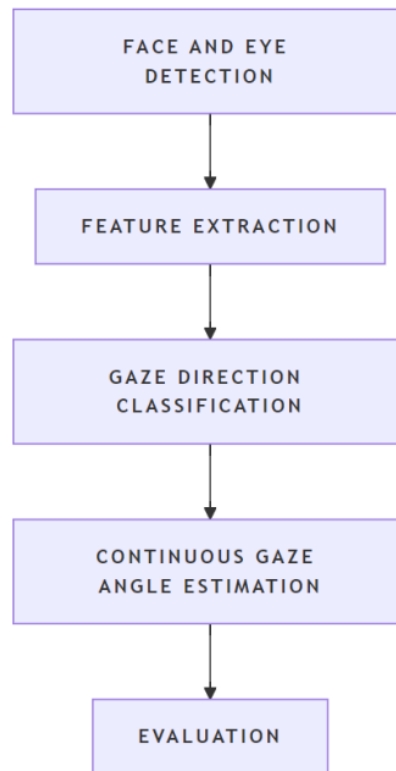 FACE AND EYE
DETECTION
FEATURE EXTRACTION
GAZE DIRECTION
CLASSIFICATION
CONTINUOUS GAZE
ANGLE ESTIMATION
EVALUATION